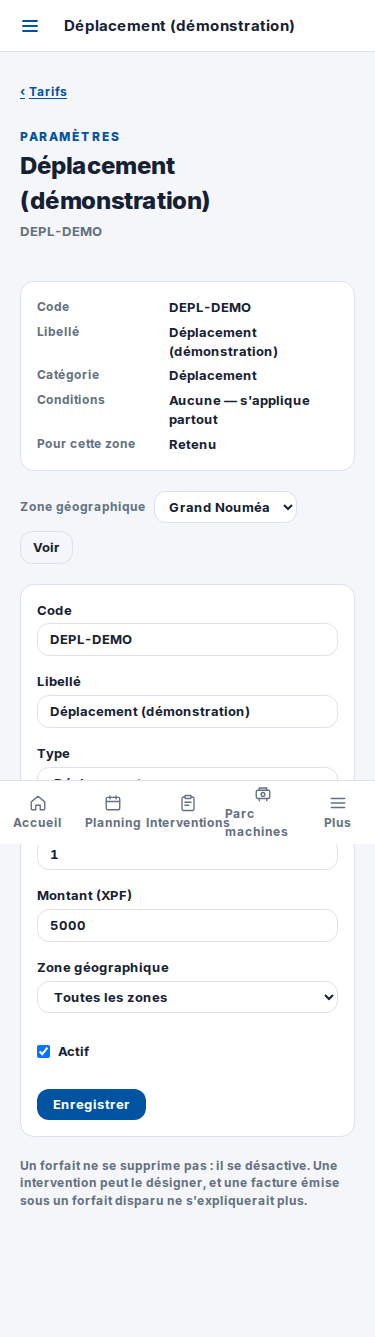 Déplacement (démonstration)
‹ Tarifs
PARAMÈTRES
Déplacement
(démonstration)
DEPL-DEMO
Code DEPL-DEMO
Libellé Déplacement
(démonstration)
Catégorie Déplacement
Conditions Aucune — s'applique
partout
Pour cette zone Retenu
Zone géographique Grand Nouméa
Voir
Code
DEPL-DEMO
Libellé
Déplacement (démonstration)
Type
Accueil Planning Interventions Parc
machines Plus
1
Montant (XPF)
5000
Zone géographique
Toutes les zones
Actif
Enregistrer
Un forfait ne se supprime pas : il se désactive. Une
intervention peut le désigner, et une facture émise
sous un forfait disparu ne s'expliquerait plus.